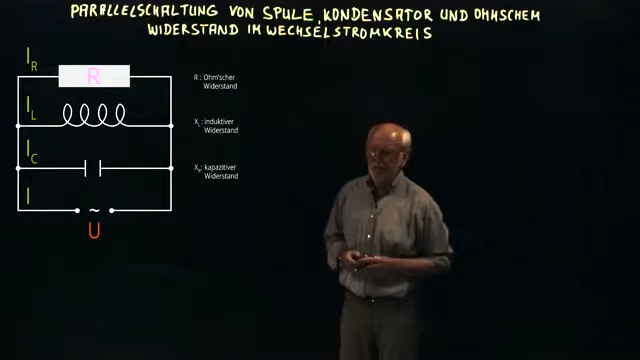 PARALLELSCHALTUNG VON SPULE, KONDENSATOR UND OHMSCHEM
WIDERSTAND IM WECHSELSTROMKREIS
I_R
R
R : Ohm'scher
Widerstand
I_L
X_L : induktiver
Widerstand
I_C
X_C : kapazitiver
Widerstand
I
~
U